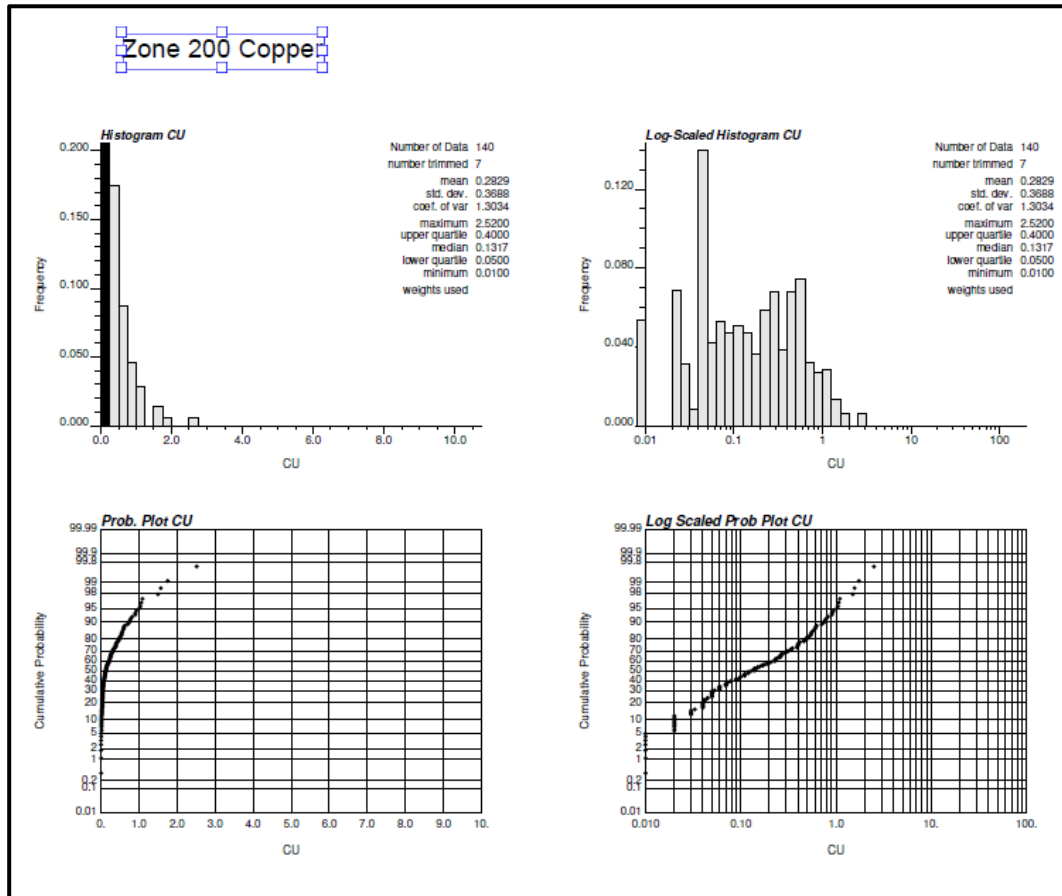 Zone 200 Copper
Histogram CU
Frequency
0.200
0.150
0.100
0.050
0.000
0.0 2.0 4.0 6.0 8.0 10.0
CU
Number of Data 140
number trimmed 7
mean 0.2829
std. dev. 0.3688
coef. of var 1.3034
maximum 2.5200
upper quartile 0.4000
median 0.1317
lower quartile 0.0500
minimum 0.0100
weights used
Log-Scaled Histogram CU
Frequency
0.120
0.080
0.040
0.000
0.01 0.1 1 10 100
CU
Number of Data 140
number trimmed 7
mean 0.2829
std. dev. 0.3688
coef. of var 1.3034
maximum 2.5200
upper quartile 0.4000
median 0.1317
lower quartile 0.0500
minimum 0.0100
weights used
Prob. Plot CU
Cumulative Probability
99.99
99.9
99.8
99
98
95
90
80
70
60
50
40
30
20
10
5
2
1
0.2
0.1
0.01
0. 1.0 2.0 3.0 4.0 5.0 6.0 7.0 8.0 9.0 10.
CU
Log Scaled Prob Plot CU
Cumulative Probability
99.99
99.9
99.8
99
98
95
90
80
70
60
50
40
30
20
10
5
2
1
0.2
0.1
0.01
0.010 0.10 1.0 10. 100.
CU